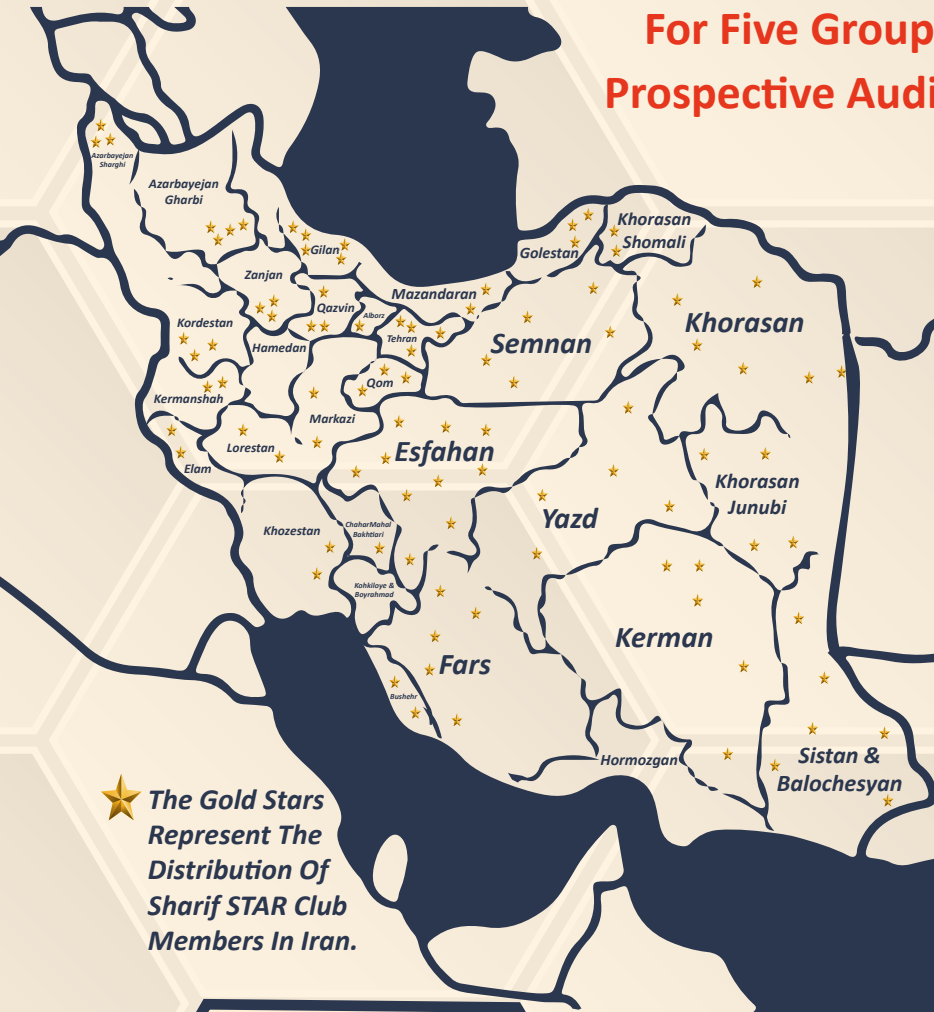 For Five Group
Prospective Audi
Azarbayejan
Sharghi
Azarbayejan
Gharbi
Khorasan
Shomali
Gilan
Golestan
Zanjan
Mazandaran
Qazvin
Alborz
Kordestan
Tehran
Khorasan
Semnan
Hamedan
Qom
Kermanshah
Markazi
Lorestan
Esfahan
Elam
Khorasan
Junubi
Khozestan
ChaharMahal
Bakhtiari
Yazd
Kohkiloye &
Boyrahmad
Kerman
Fars
Bushehr
Hormozgan
Sistan &
Balochesyan
The Gold Stars
Represent The
Distribution Of
Sharif STAR Club
Members In Iran.